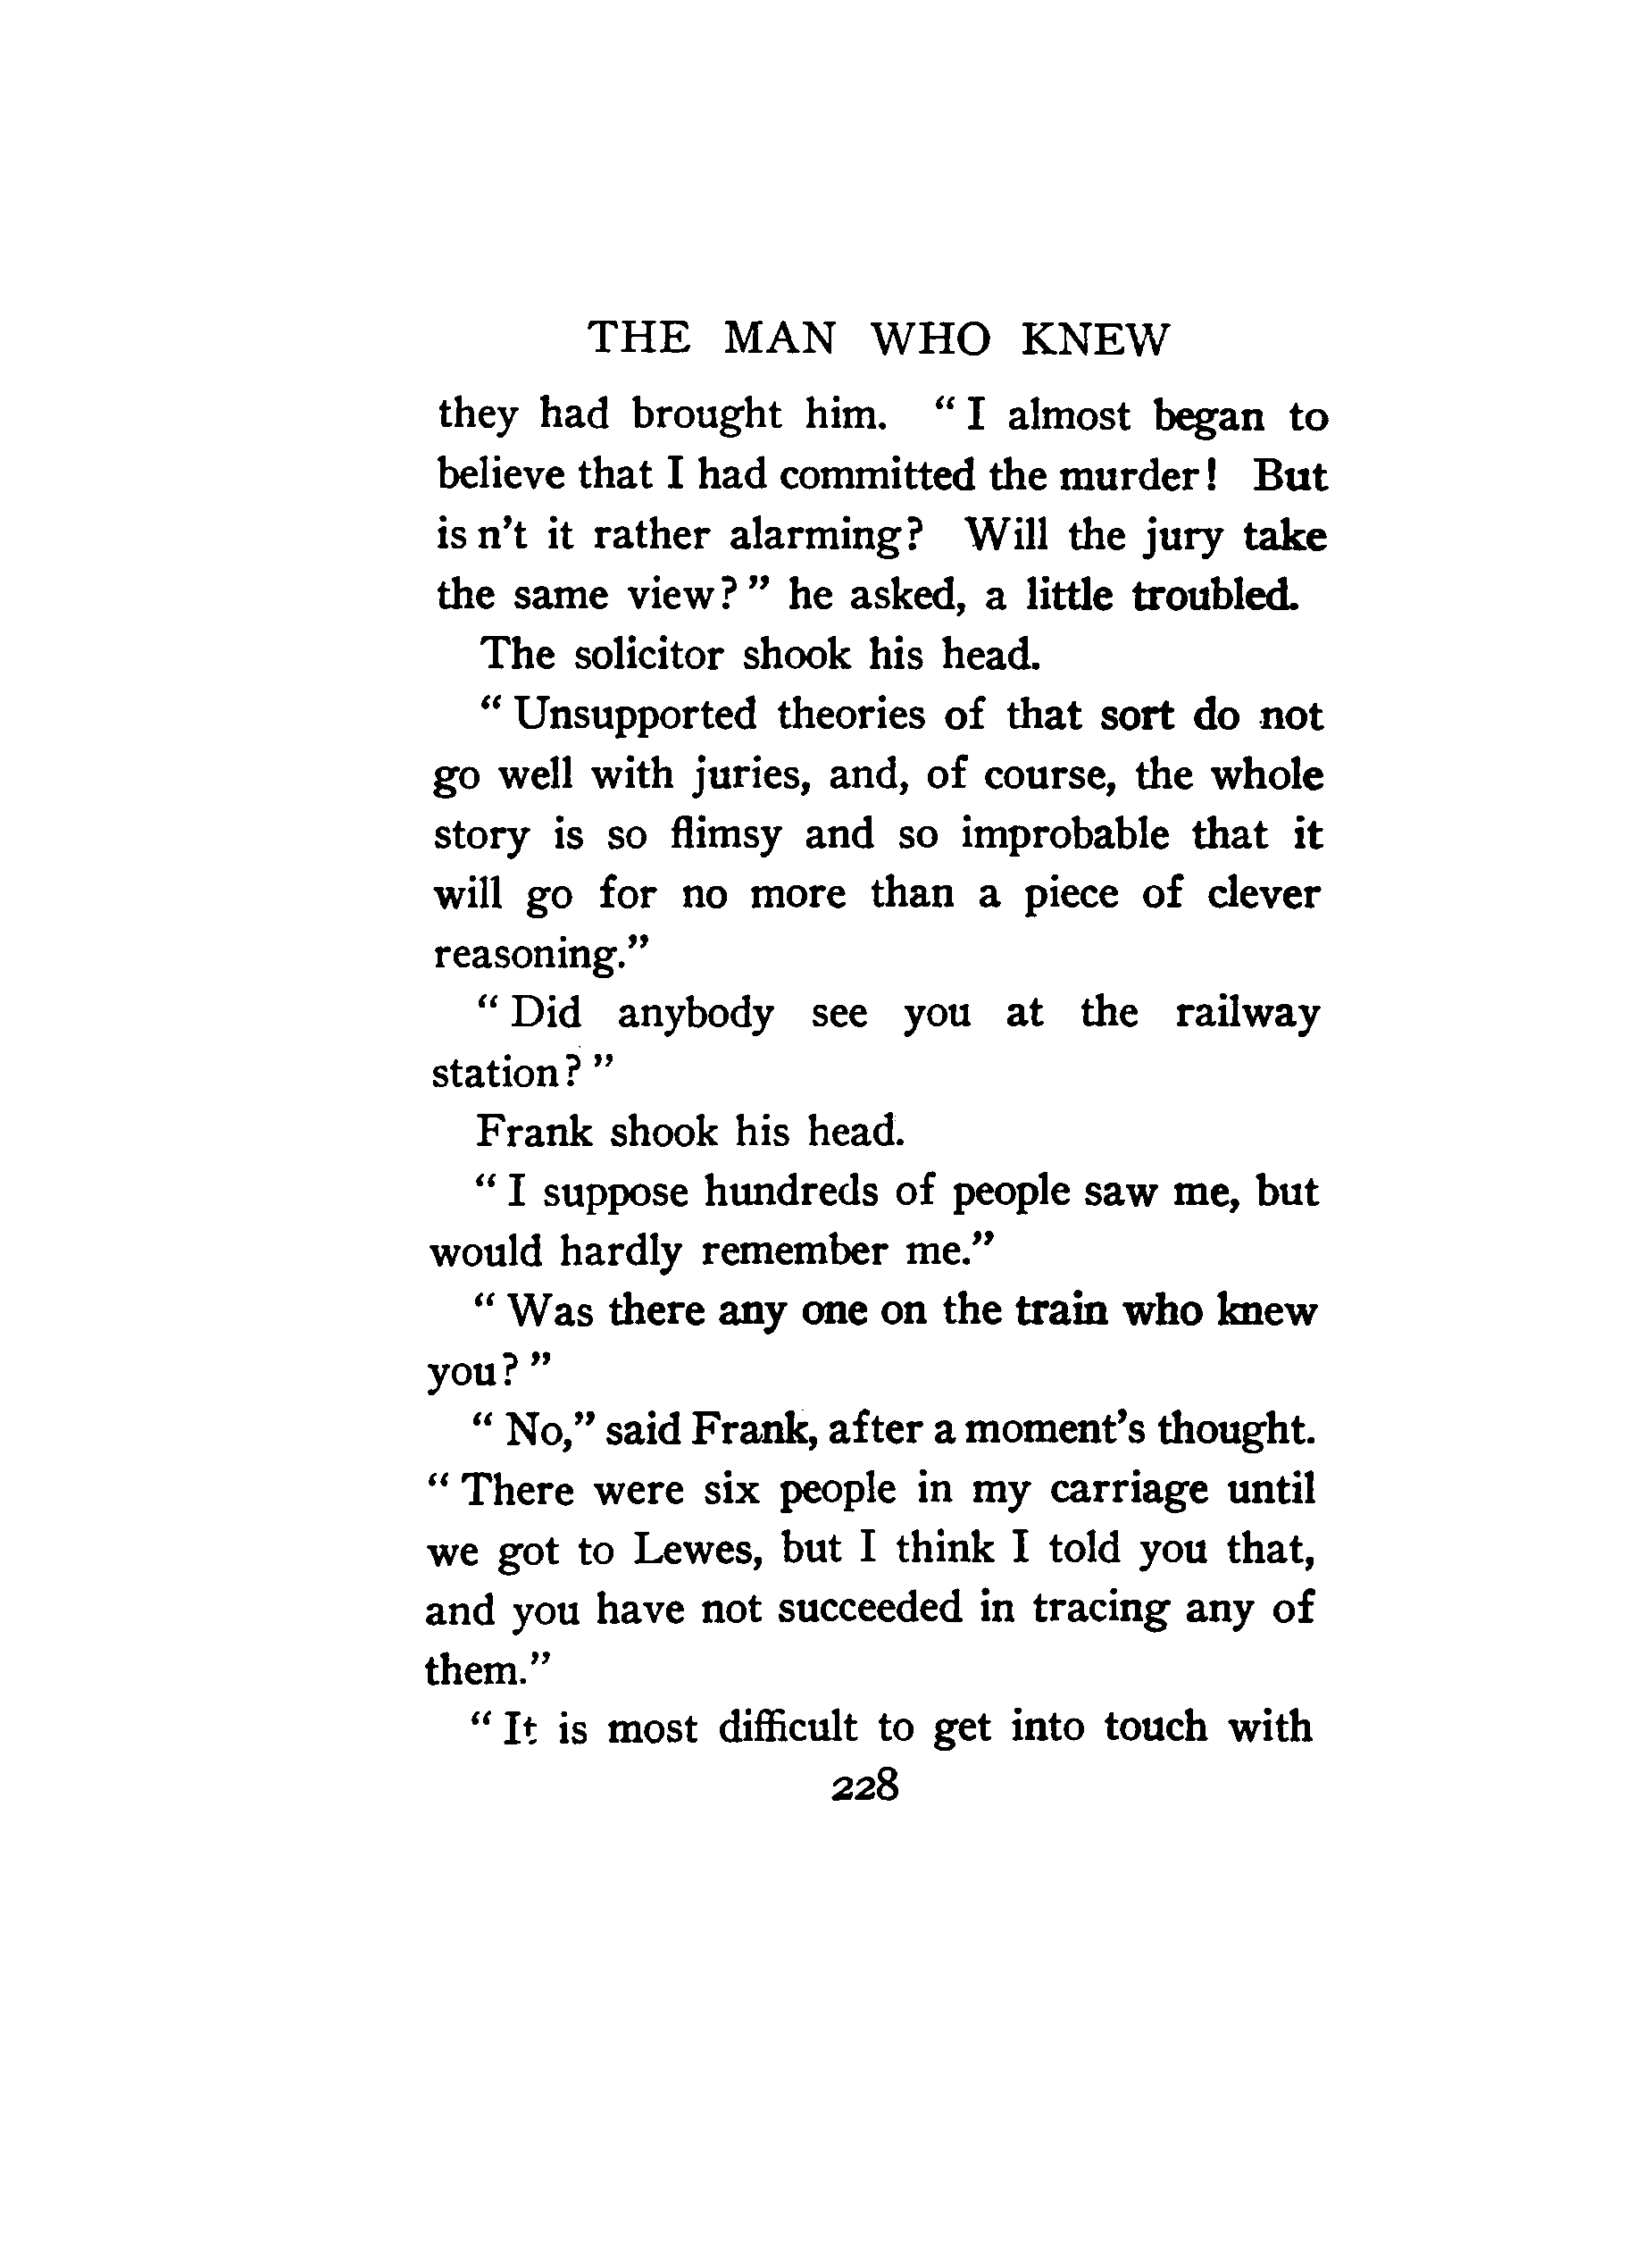 THE MAN WHO KNEW
they had brought him. “ I almost began to
believe that I had committed the murder! But
is n’t it rather alarming? Will the jury take
the same view? ” he asked, a little troubled.
The solicitor shook his head.
“ Unsupported theories of that sort do not
go well with juries, and, of course, the whole
story is so flimsy and so improbable that it
will go for no more than a piece of clever
reasoning.”
“ Did anybody see you at the railway
station? ”
Frank shook his head.
“ I suppose hundreds of people saw me, but
would hardly remember me.”
“ Was there any one on the train who knew
you? ”
“ No,” said Frank, after a moment’s thought.
“ There were six people in my carriage until
we got to Lewes, but I think I told you that,
and you have not succeeded in tracing any of
them.”
“ It is most difficult to get into touch with
228